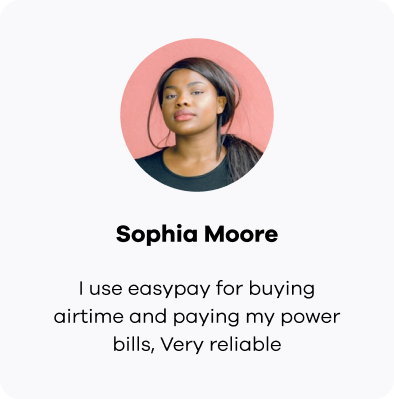 Sophia Moore
I use easypay for buying
airtime and paying my power
bills, Very reliable